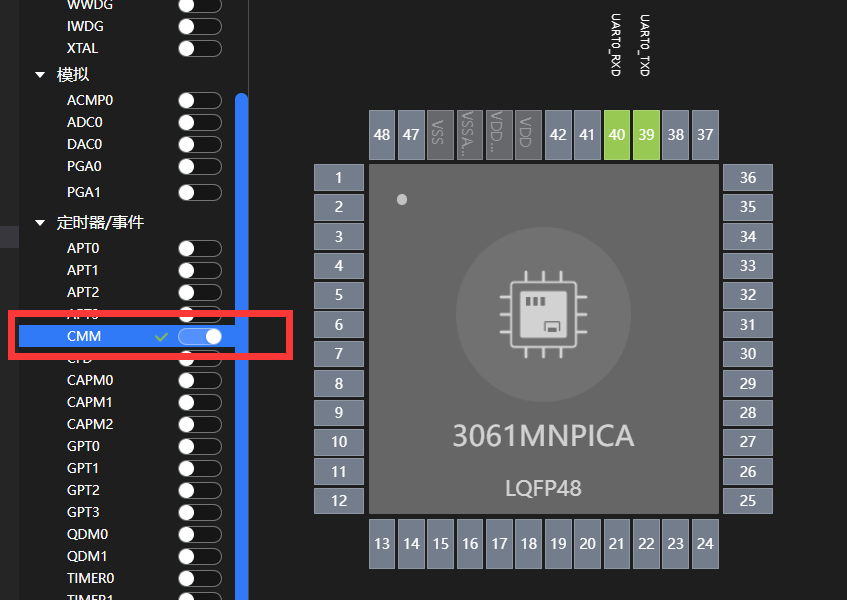 WWDG
IWDG
XTAL
模拟
ACMP0
ADC0
DAC0
PGA0
PGA1
定时器/事件
APT0
APT1
APT2
APT3
CMM
CFD
CAPM0
CAPM1
CAPM2
GPT0
GPT1
GPT2
GPT3
QDM0
QDM1
TIMER0
TIMER1
UART0_RXD
UART0_TXD
48 47 VSS VSSA... VDD... VDD 42 41 40 39 38 37
1 36
2 35
3 34
4 33
5 32
6 31
7 30
8 29
9 28
10 27
11 26
12 25
3061MNPICA
LQFP48
13 14 15 16 17 18 19 20 21 22 23 24